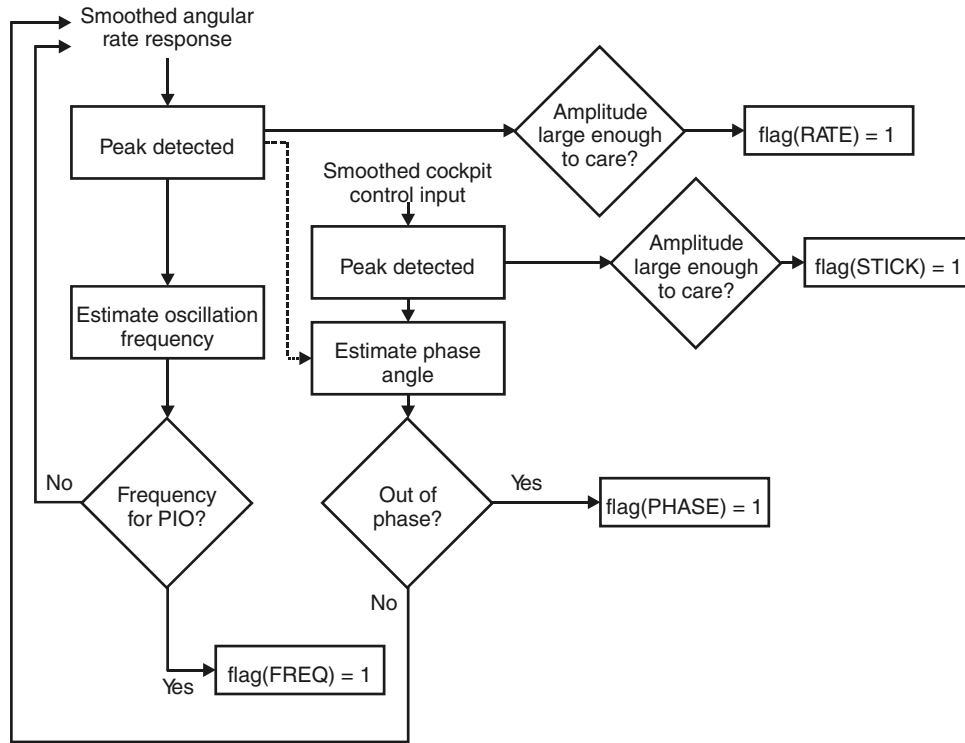 Smoothed angular
rate response
Peak detected
Amplitude
large enough
to care?
flag(RATE) = 1
Smoothed cockpit
control input
Peak detected
Amplitude
large enough
to care?
flag(STICK) = 1
Estimate oscillation
frequency
Estimate phase
angle
No
Frequency
for PIO?
Out of
phase?
Yes
flag(PHASE) = 1
No
Yes
flag(FREQ) = 1